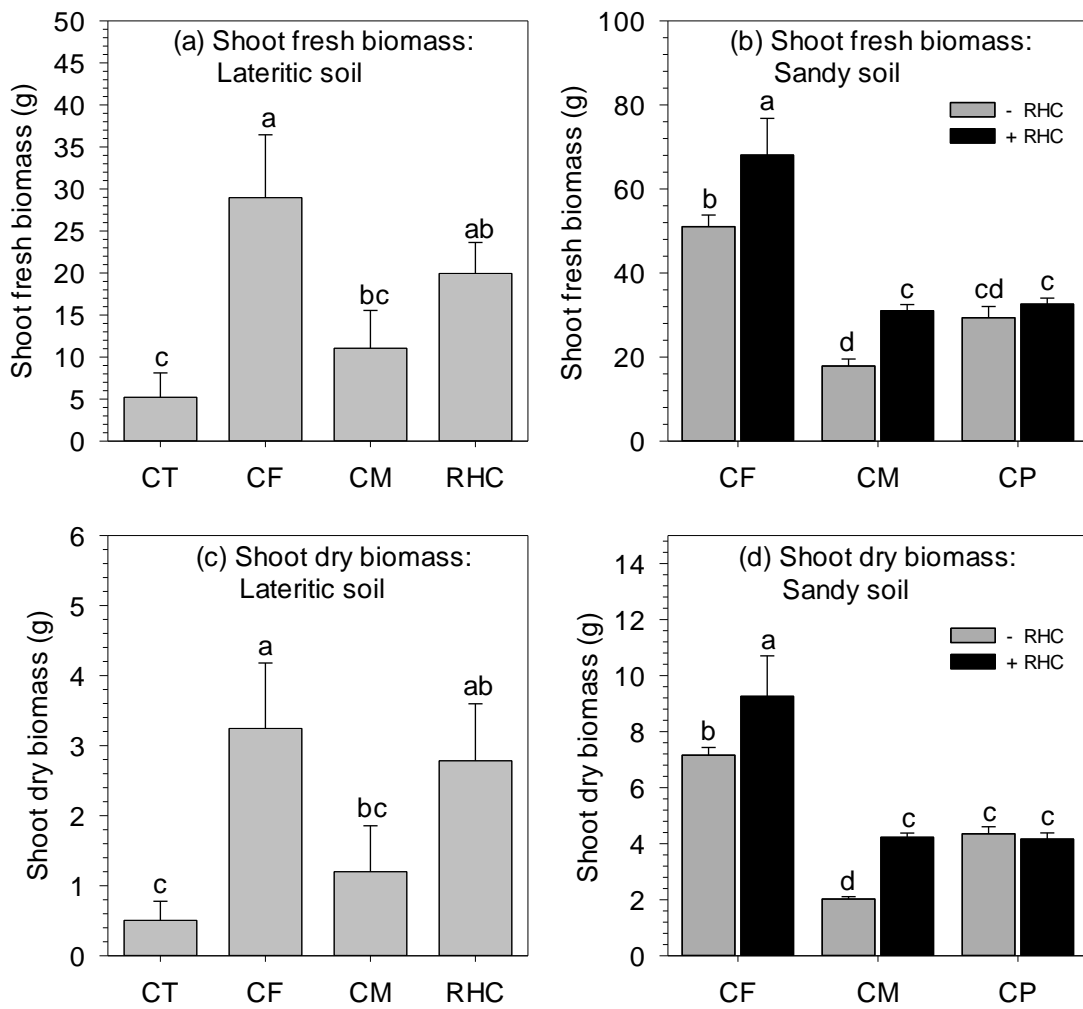 (a) Shoot fresh biomass:
Lateritic soil
Shoot fresh biomass (g)
50
45
40
35
30
25
20
15
10
5
0
c
a
bc
ab
CT CF CM RHC
(b) Shoot fresh biomass:
Sandy soil
Shoot fresh biomass (g)
100
80
60
40
20
0
- RHC
+ RHC
b
a
d
c
cd
c
CF CM CP
(c) Shoot dry biomass:
Lateritic soil
Shoot dry biomass (g)
6
5
4
3
2
1
0
c
a
bc
ab
CT CF CM RHC
(d) Shoot dry biomass:
Sandy soil
Shoot dry biomass (g)
14
12
10
8
6
4
2
0
- RHC
+ RHC
b
a
d
c
c
c
CF CM CP